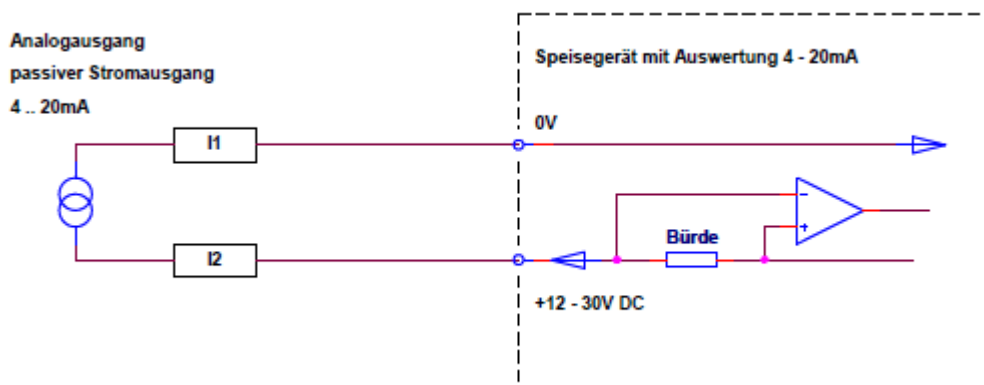 Analogausgang
passiver Stromausgang
4 .. 20mA
Speisegerät mit Auswertung 4 - 20mA
0V
I1
-
+
Bürde
I2
+12 - 30V DC